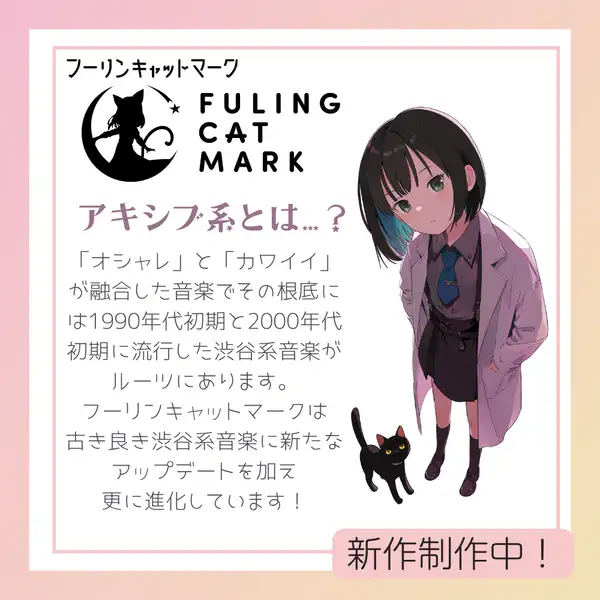 フーリンキャットマーク
FULING
CAT
MARK
アキシブ系とは…？
「オシャレ」と「カワイイ」
が融合した音楽でその根底に
は1990年代初期と2000年代
初期に流行した渋谷系音楽が
ルーツにあります。
フーリンキャットマークは
古き良き渋谷系音楽に新たな
アップデートを加え
更に進化しています！
新作制作中！